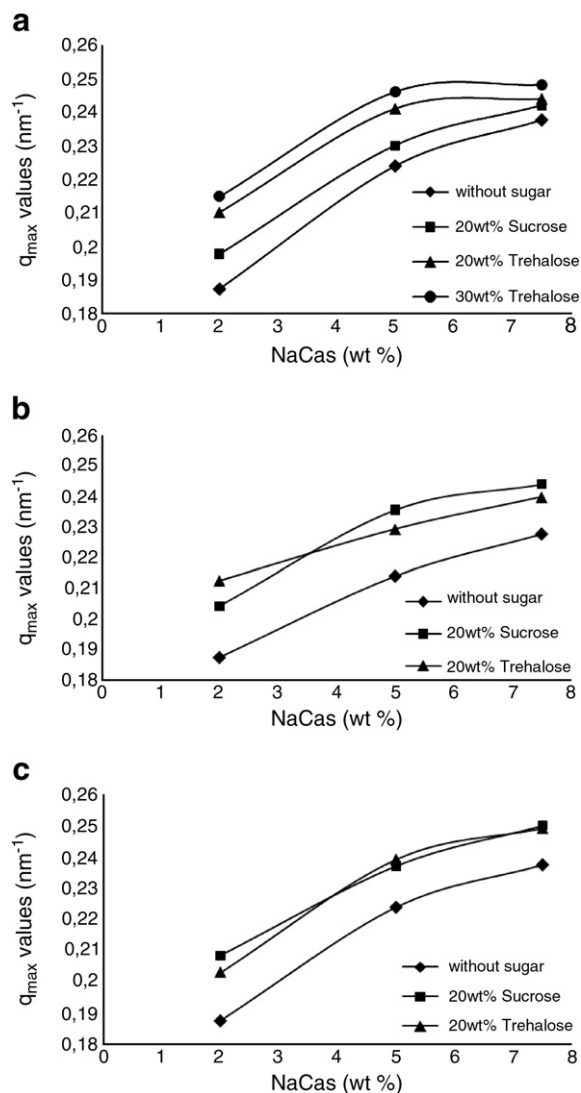 a
0,26
0,25
0,24
0,23
0,22
0,21
0,2
0,19
0,18
q_max values (nm⁻¹)
0 1 2 3 4 5 6 7 8
NaCas (wt %)
without sugar
20wt% Sucrose
20wt% Trehalose
30wt% Trehalose
b
0,26
0,25
0,24
0,23
0,22
0,21
0,2
0,19
0,18
q_max values (nm⁻¹)
0 1 2 3 4 5 6 7 8
NaCas (wt %)
without sugar
20wt% Sucrose
20wt% Trehalose
c
0,26
0,25
0,24
0,22
0,23
0,21
0,2
0,19
0,18
q_max values (nm⁻¹)
0 1 2 3 4 5 6 7 8
NaCas (wt %)
without sugar
20wt% Sucrose
20wt% Trehalose